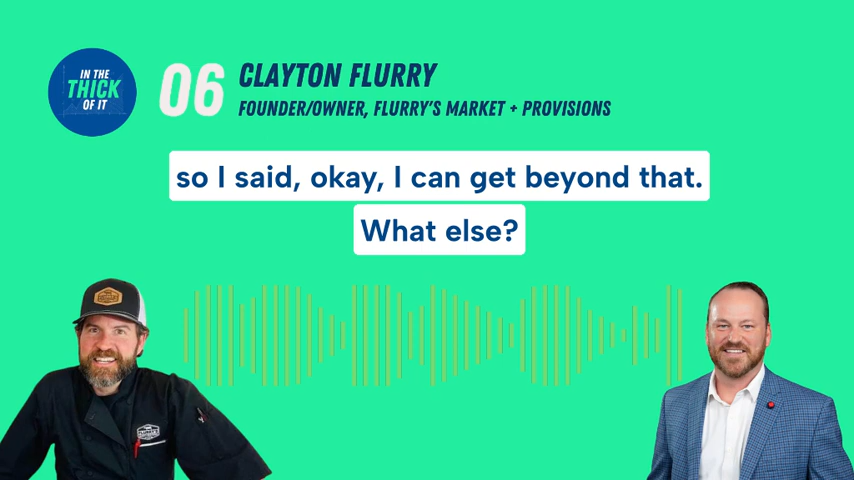 IN THE
THICK
OF IT
06
CLAYTON FLURRY
FOUNDER/OWNER, FLURRY'S MARKET + PROVISIONS
so I said, okay, I can get beyond that.
What else?